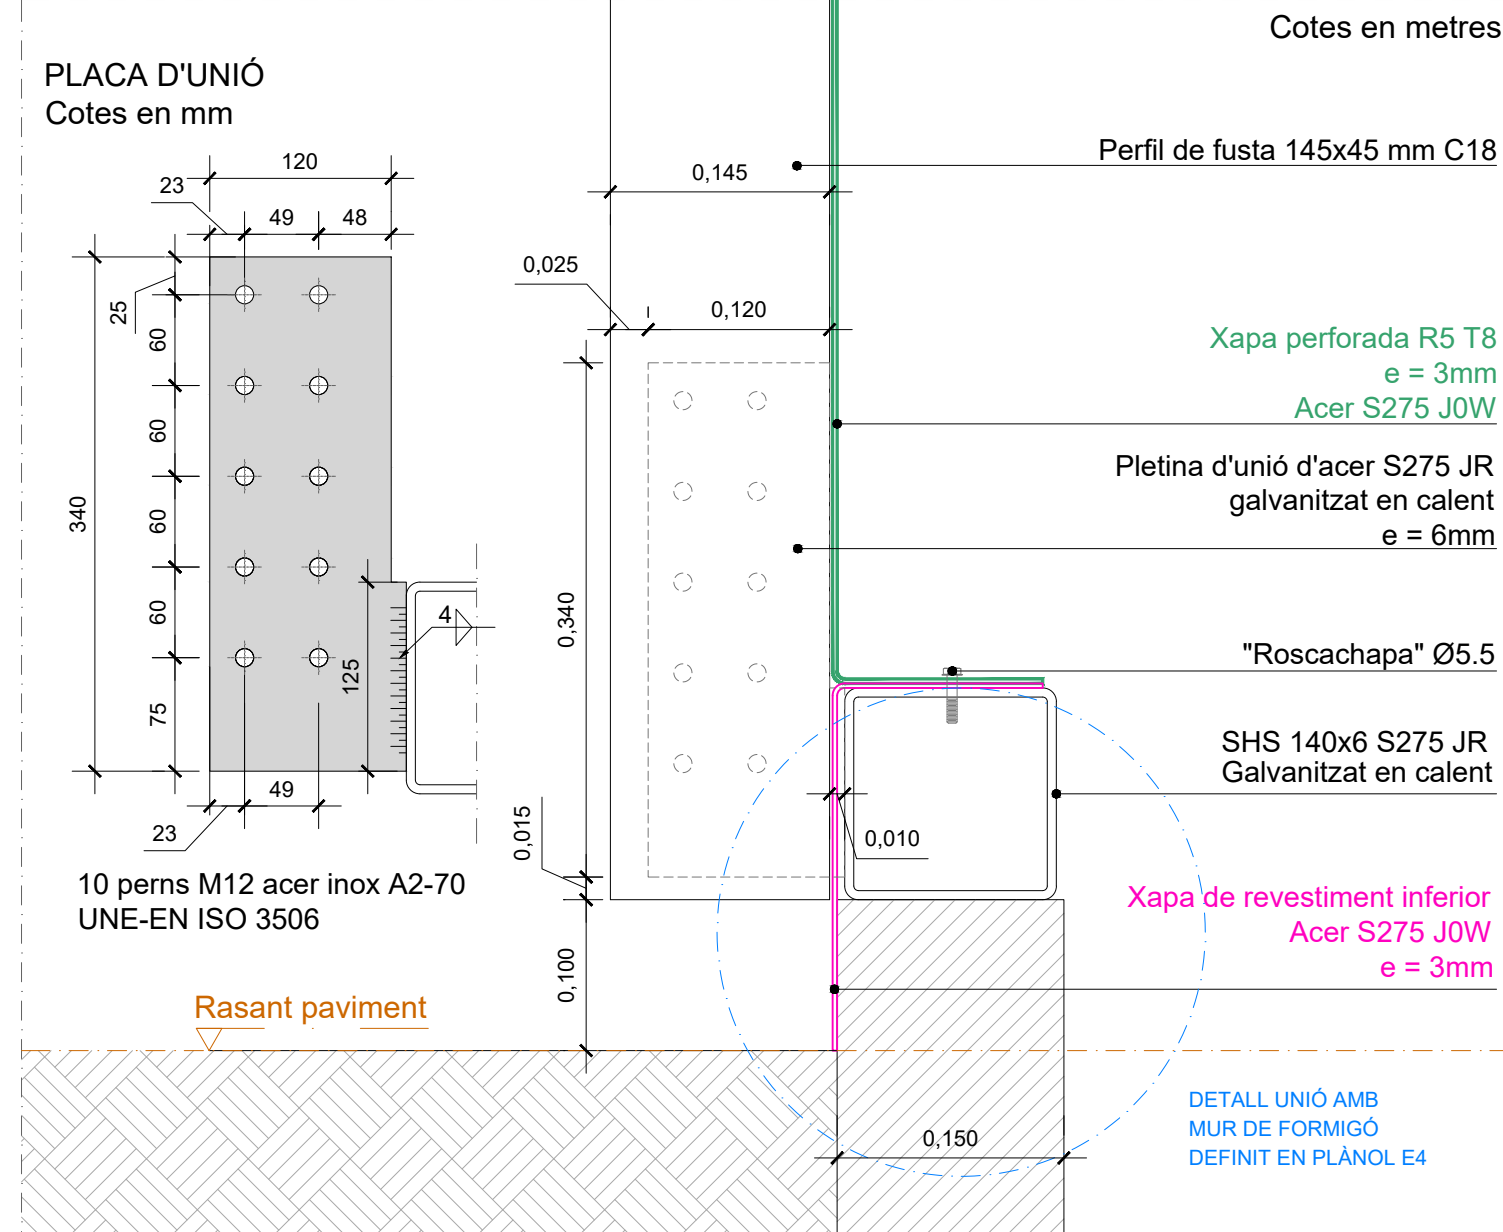 Cotes en metres
PLACA D'UNIÓ
Cotes en mm
120
23
49
48
25
60
60
60
60
75
340
125
4
49
23
10 perns M12 acer inox A2-70
UNE-EN ISO 3506
Rasant paviment
0,145
0,025
0,120
0,340
0,015
0,100
0,010
0,150
Perfil de fusta 145x45 mm C18
Xapa perforada R5 T8
e = 3mm
Acer S275 J0W
Pletina d'unió d'acer S275 JR
galvanitzat en calent
e = 6mm
"Roscachapa" Ø5.5
SHS 140x6 S275 JR
Galvanitzat en calent
Xapa de revestiment inferior
Acer S275 J0W
e = 3mm
DETALL UNIÓ AMB
MUR DE FORMIGÓ
DEFINIT EN PLÀNOL E4